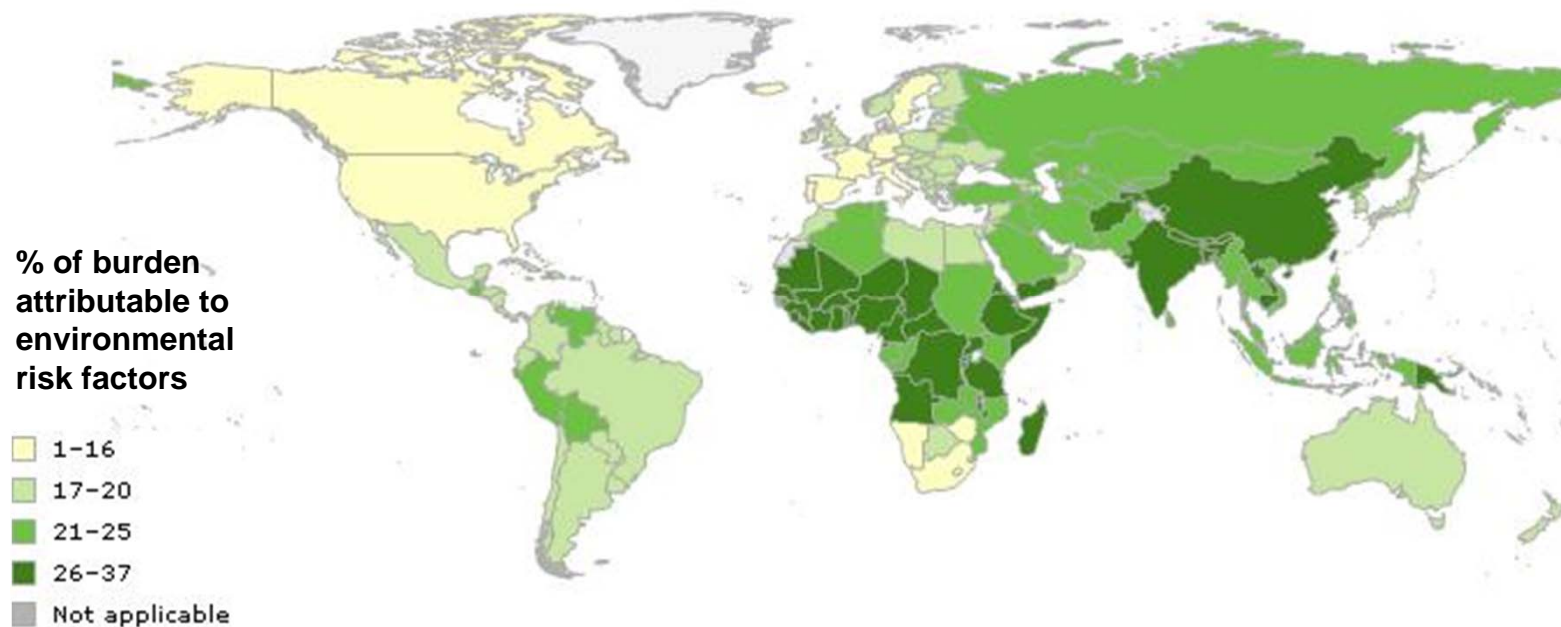 % of burden
attributable to
environmental
risk factors
1–16
17–20
21–25
26–37
Not applicable